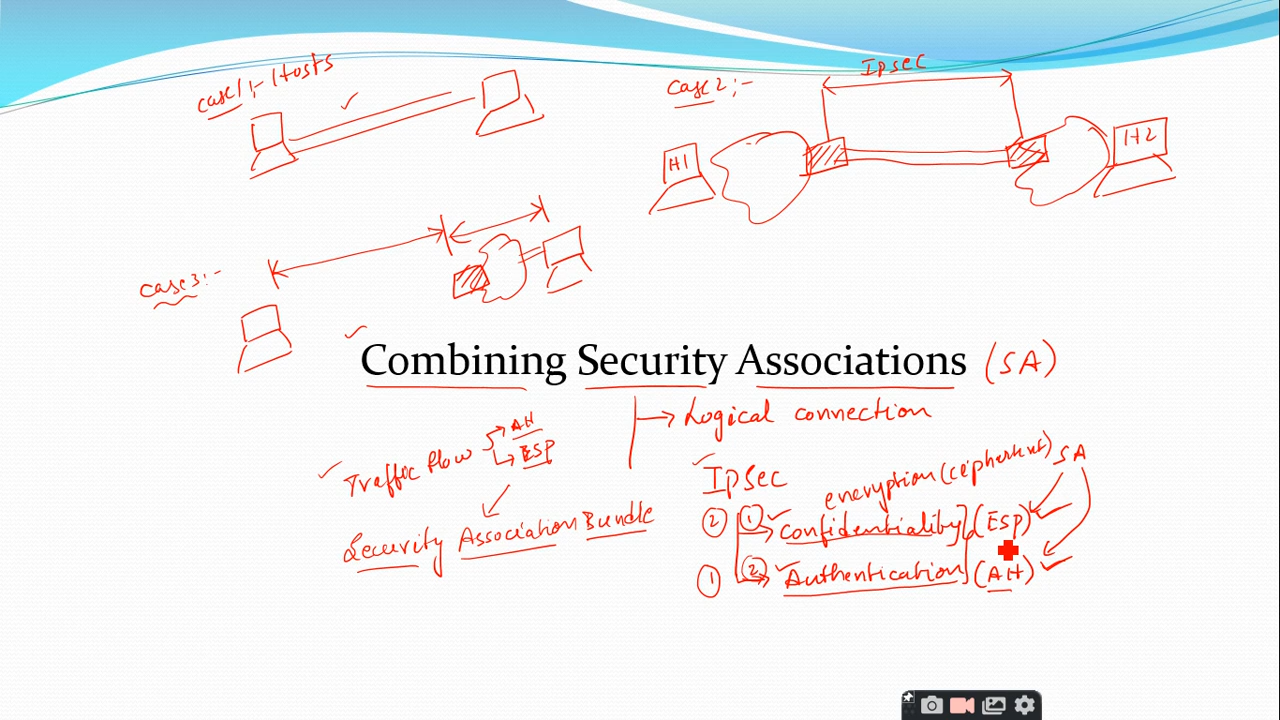 case1:- Hosts
case2:-
Ipsec
H1
H2
case3:-
Combining Security Associations (SA)
Logical connection
Traffic flow
AH
ESP
Security Association Bundle
Ipsec
encryption (ciphertext) SA
② ① Confidentiality (ESP)
① ② Authentication (AH)